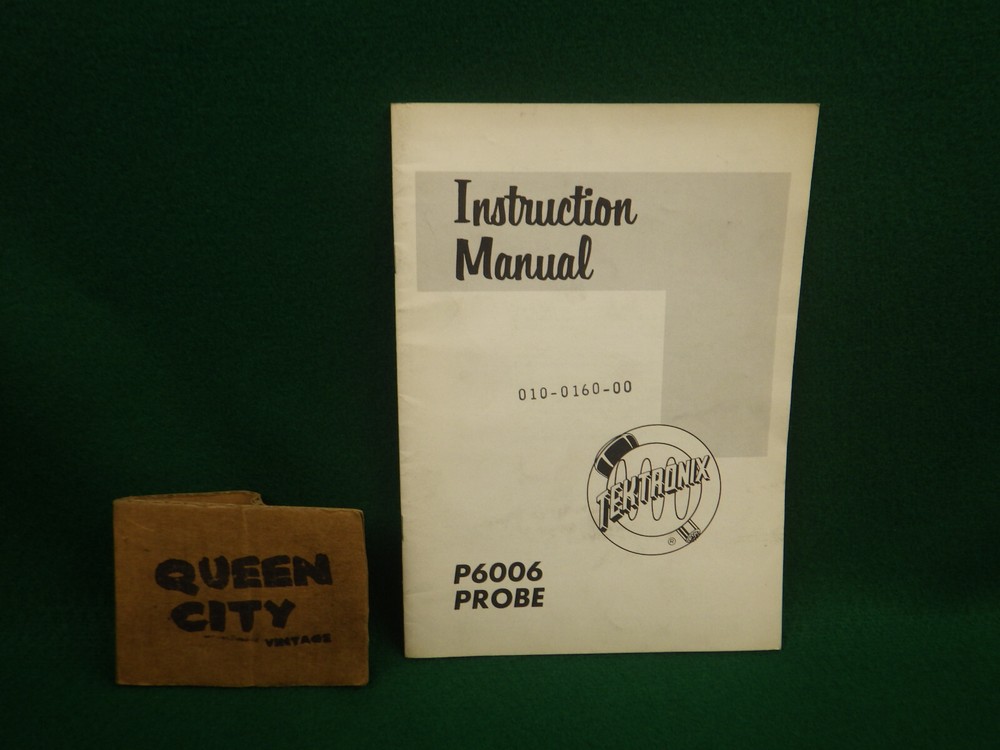 Instruction
Manual
010-0160-00
TEKTRONIX
®
P6006
PROBE
QUEEN
CITY
VINTAGE